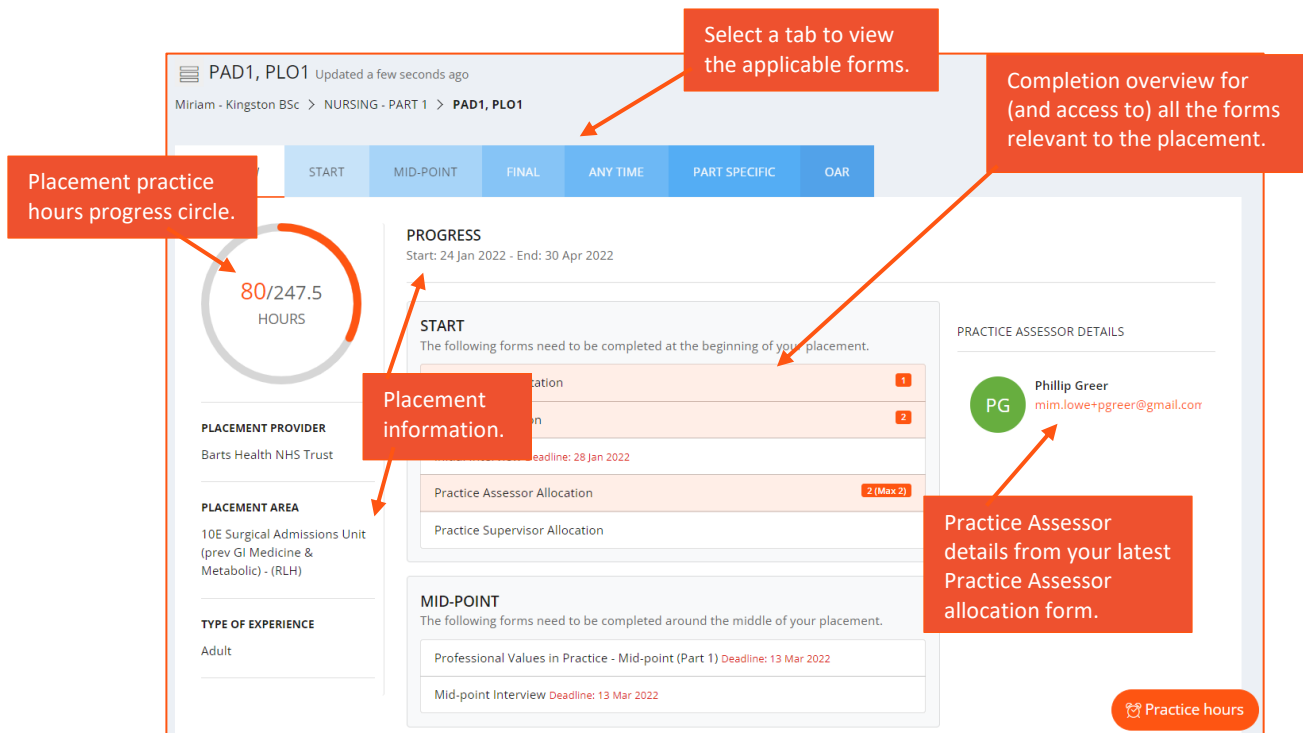 Select a tab to view
the applicable forms.
Completion overview for
(and access to) all the forms
relevant to the placement.
Placement practice
hours progress circle.
PAD1, PLO1 Updated a few seconds ago
Miriam - Kingston BSc > NURSING - PART 1 > PAD1, PLO1
START MID-POINT FINAL ANY TIME PART SPECIFIC OAR
80/247.5
HOURS
PLACEMENT PROVIDER
Barts Health NHS Trust
PLACEMENT AREA
10E Surgical Admissions Unit
(prev GI Medicine &
Metabolic) - (RLH)
TYPE OF EXPERIENCE
Adult
PROGRESS
Start: 24 Jan 2022 - End: 30 Apr 2022
Placement
information.
START
The following forms need to be completed at the beginning of your placement.
1
2
Deadline: 28 Jan 2022
Practice Assessor Allocation 2 (Max 2)
Practice Supervisor Allocation
MID-POINT
The following forms need to be completed around the middle of your placement.
Professional Values in Practice - Mid-point (Part 1) Deadline: 13 Mar 2022
Mid-point Interview Deadline: 13 Mar 2022
PRACTICE ASSESSOR DETAILS
PG
Phillip Greer
mim.lowe+pgreer@gmail.com
Practice Assessor
details from your latest
Practice Assessor
allocation form.
Practice hours